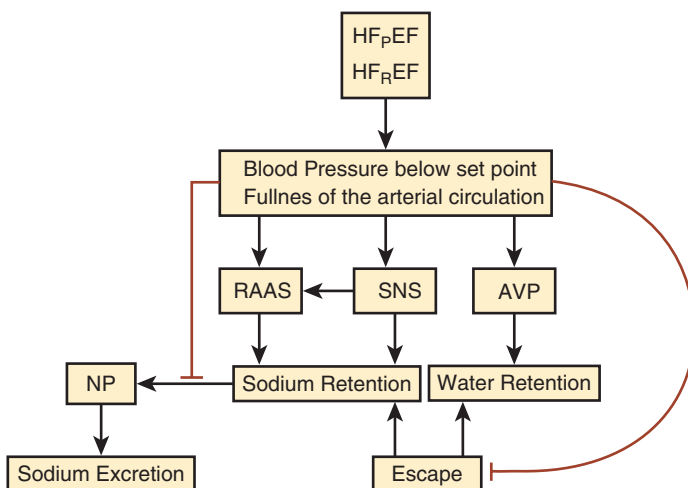 HFPEF
HFREF
Blood Pressure below set point
Fullnes of the arterial circulation
RAAS
SNS
AVP
NP
Sodium Retention
Water Retention
Sodium Excretion
Escape